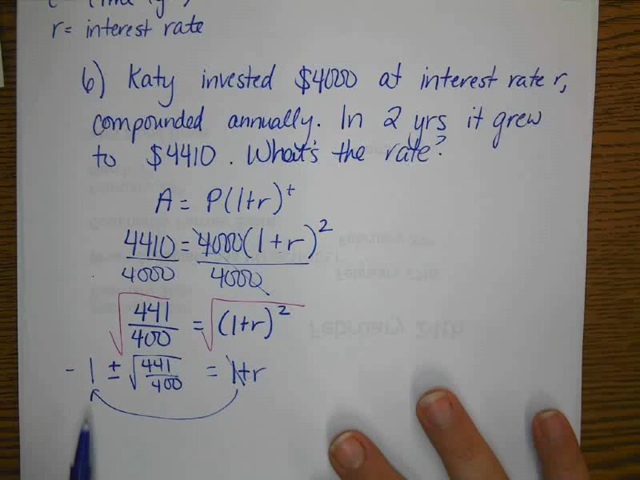 r = interest rate
6) Katy invested $4000 at interest rate r,
compounded annually. In 2 yrs it grew
to $4410. What's the rate?
A = P(1+r)^t
4410/4000 = 4000(1+r)^2/4000
√441/400 = √(1+r)^2
-1 ± √441/400 = 1+r